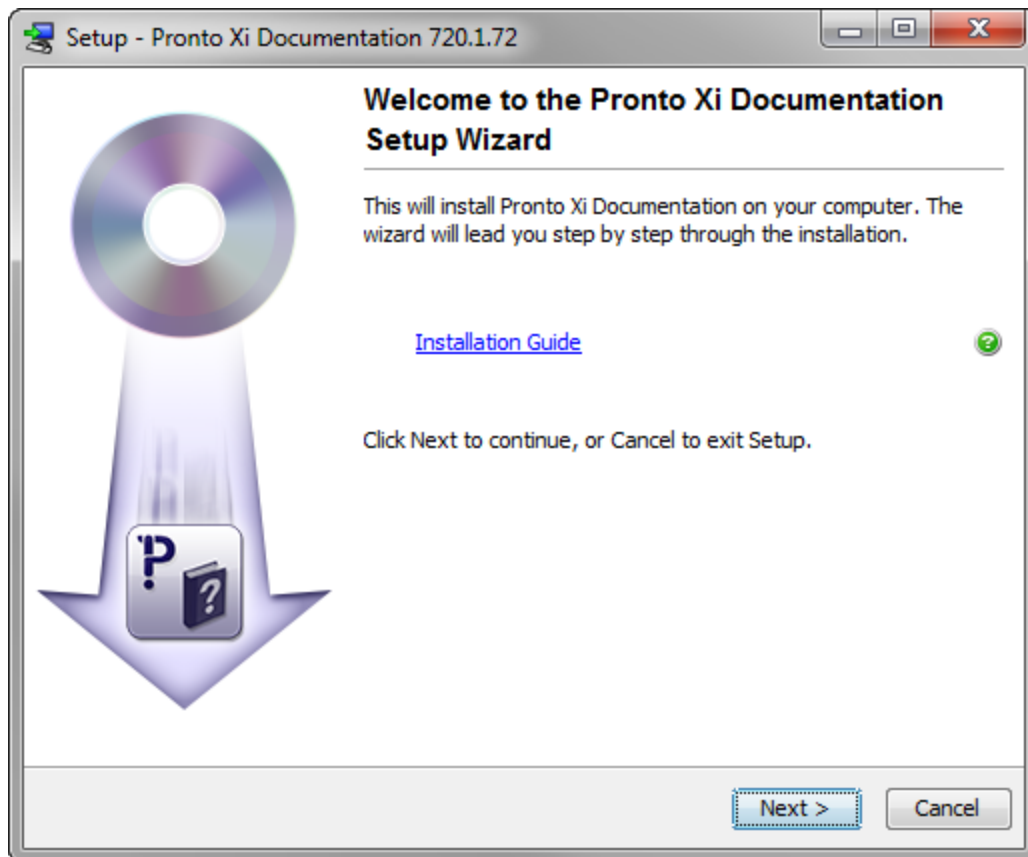 Setup - Pronto Xi Documentation 720.1.72
Welcome to the Pronto Xi Documentation
Setup Wizard
This will install Pronto Xi Documentation on your computer. The
wizard will lead you step by step through the installation.
Installation Guide
Click Next to continue, or Cancel to exit Setup.
Next >
Cancel